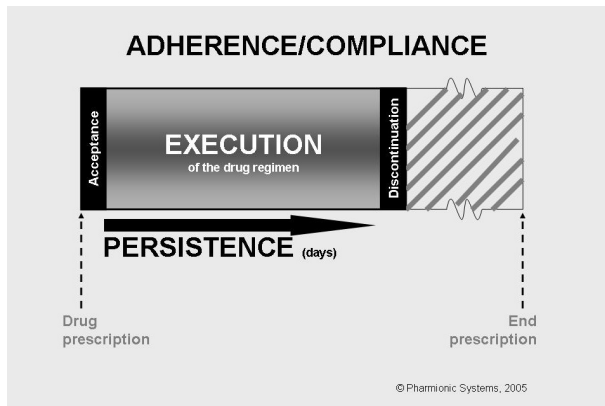 ADHERENCE/COMPLIANCE
Acceptance
EXECUTION
of the drug regimen
Discontinuation
PERSISTENCE (days)
Drug
prescription
End
prescription
© Pharmionic Systems, 2005